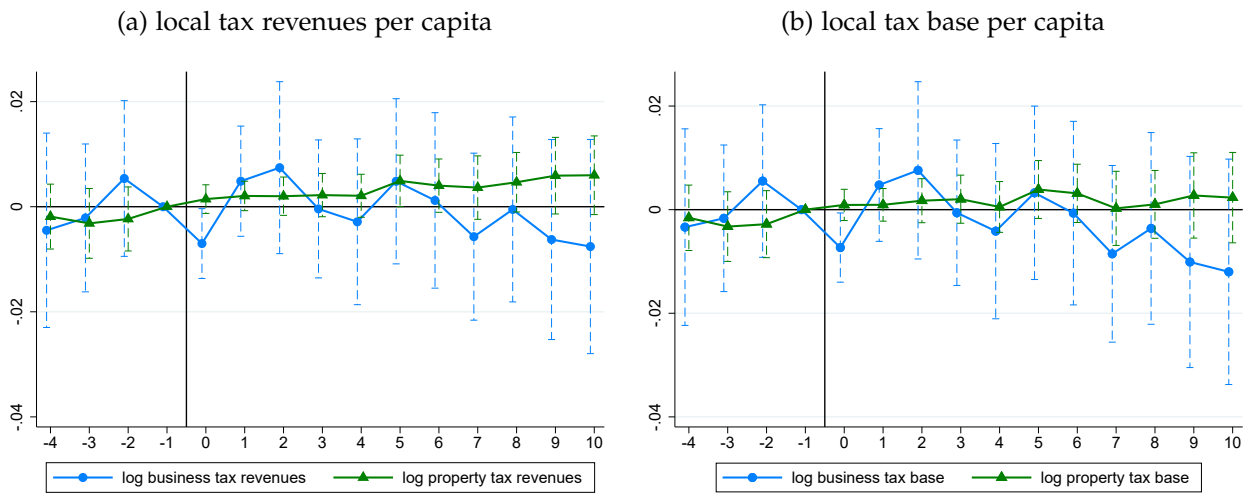 (a) local tax revenues per capita
.02
0
-.02
-.04
-4 -3 -2 -1 0 1 2 3 4 5 6 7 8 9 10
log business tax revenues log property tax revenues
(b) local tax base per capita
.02
0
-.02
-.04
-4 -3 -2 -1 0 1 2 3 4 5 6 7 8 9 10
log business tax base log property tax base